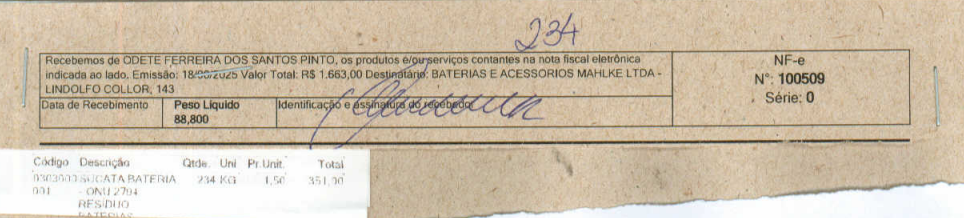 234
Recebemos de ODETE FERREIRA DOS SANTOS PINTO, os produtos e/ou serviços contantes na nota fiscal eletrônica
indicada ao lado. Emissão: 18/06/2025 Valor Total: R$ 1.663,00 Destinatário: BATERIAS E ACESSORIOS MAHLKE LTDA -
LINDOLFO COLLOR, 143
NF-e
N°: 100509
Série: 0
Data de Recebimento
Peso Liquido
88,800
Identificação e assinatura do recebedor
Código Descrição Qtde. Uni Pr.Unit. Total
0303003 SUCATA BATERIA 234 KG 1,50 351,00
001 - ONU 2794
RESÍDUO
BATERIAS